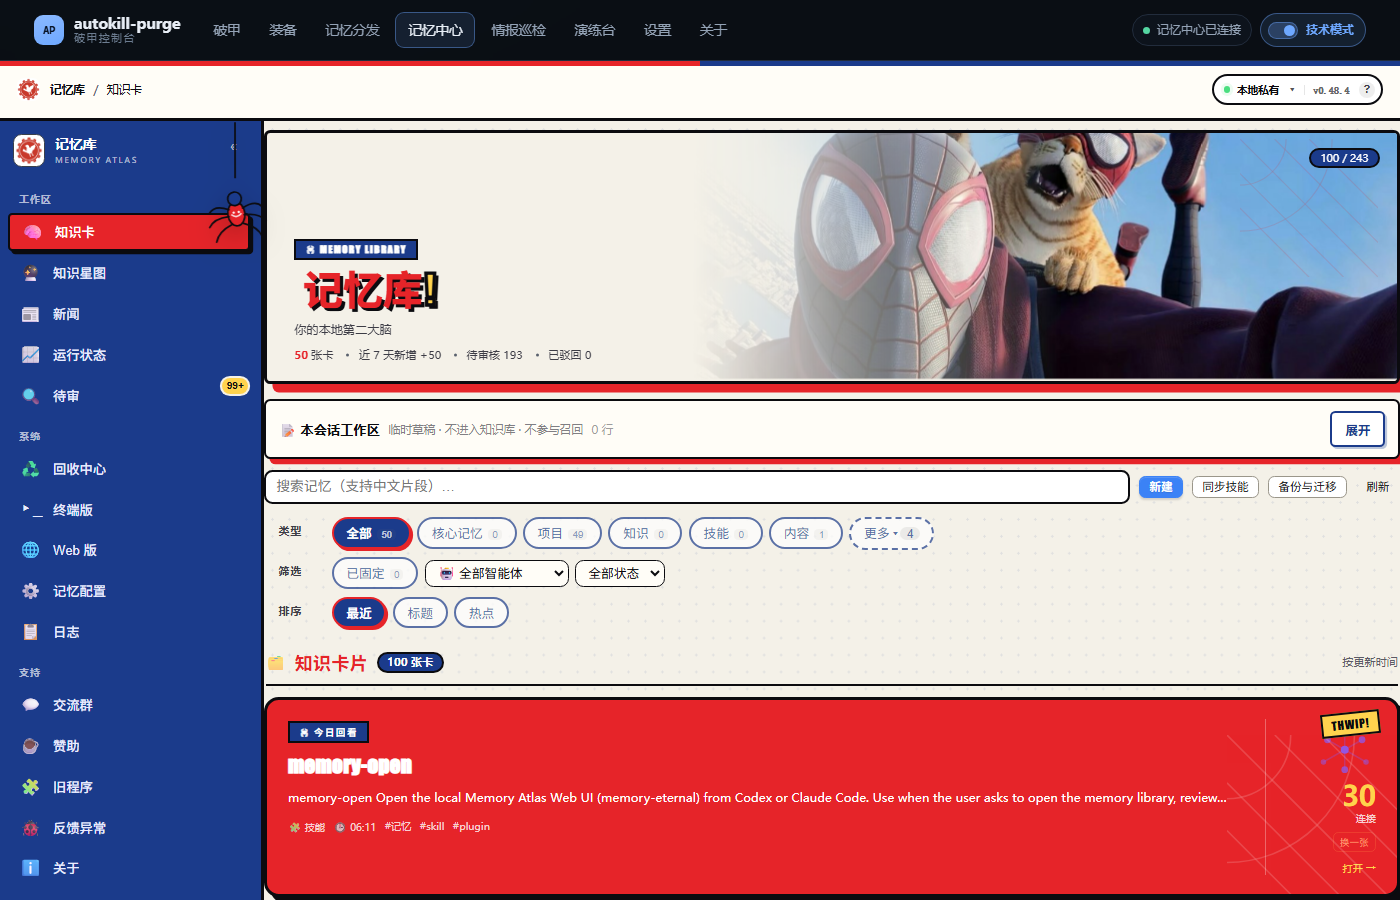 AP
autokill-purge
破甲控制台
破甲
装备
记忆分发
记忆中心
情报巡检
演练台
设置
关于
记忆中心已连接
技术模式
记忆库 / 知识卡
本地私有
v0.48.4
?
记忆库
MEMORY ATLAS
«
工作区
知识卡
知识星图
新闻
运行状态
待审
99+
系统
回收中心
终端版
Web 版
记忆配置
日志
支持
交流群
赞助
旧程序
反馈异常
关于
100 / 243
MEMORY LIBRARY
记忆库!
你的本地第二大脑
50 张卡 • 近 7 天新增 +50 • 待审核 193 • 已驳回 0
本会话工作区 临时草稿 · 不进入知识库 · 不参与召回 0 行
展开
搜索记忆（支持中文片段）...
新建
同步技能
备份与迁移
刷新
类型
全部 50
核心记忆 0
项目 49
知识 0
技能 0
内容 1
更多 4
筛选
已固定 0
全部智能体
全部状态
排序
最近
标题
热点
知识卡片
100 张卡
按更新时间
今日回看
memory-open
memory-open Open the local Memory Atlas Web UI (memory-eternal) from Codex or Claude Code. Use when the user asks to open the memory library, review...
技能 06:11 #记忆 #skill #plugin
THWIP!
30
连接
换一张
打开 →